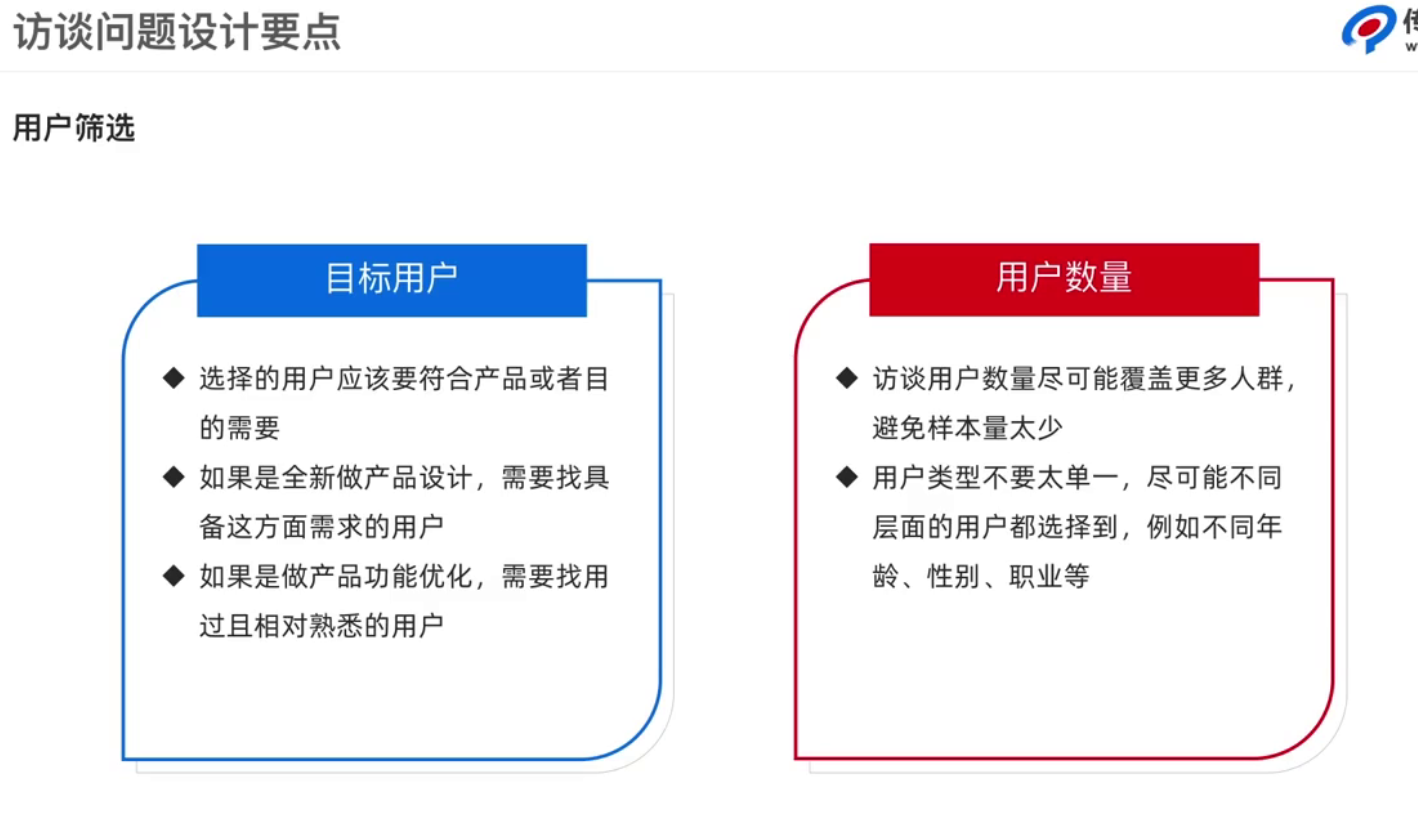 访谈问题设计要点
用户筛选
目标用户
◆ 选择的用户应该要符合产品或者目
的需要
◆ 如果是全新做产品设计，需要找具
备这方面需求的用户
◆ 如果是做产品功能优化，需要找用
过且相对熟悉的用户
用户数量
◆ 访谈用户数量尽可能覆盖更多人群，
避免样本量太少
◆ 用户类型不要太单一，尽可能不同
层面的用户都选择到，例如不同年
龄、性别、职业等